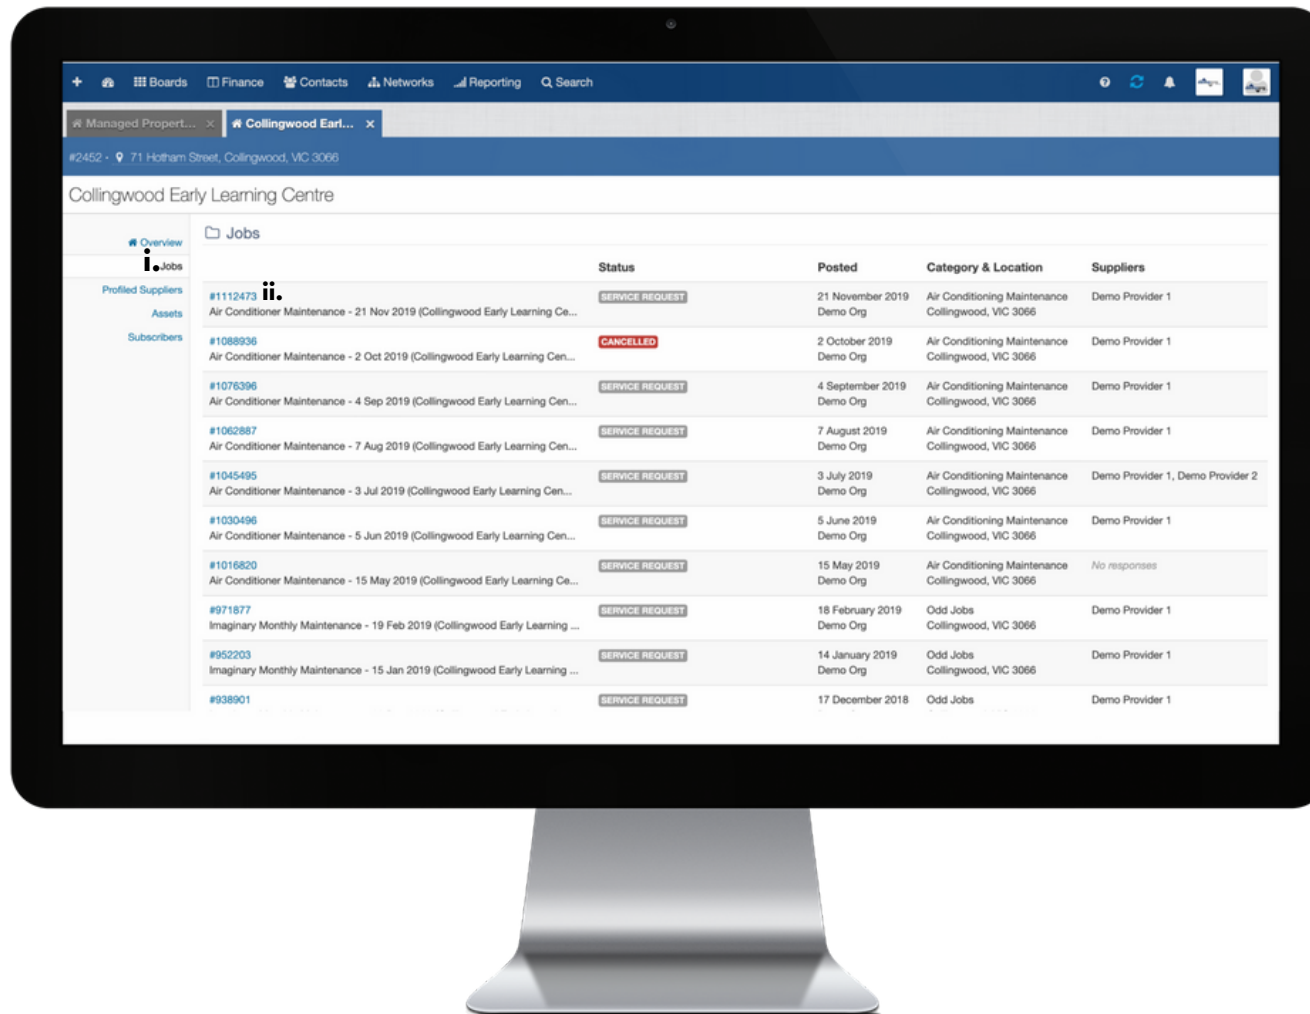 + Boards Finance Contacts Networks Reporting Search
Managed Propert... × Collingwood Earl... ×
#2452 · 71 Hotham Street, Collingwood, VIC 3066
Collingwood Early Learning Centre
Overview
i. Jobs
Profiled Suppliers
Assets
Subscribers
Jobs
Status Posted Category & Location Suppliers
#1112473 ii. SERVICE REQUEST 21 November 2019 Air Conditioning Maintenance Demo Provider 1
Air Conditioner Maintenance - 21 Nov 2019 (Collingwood Early Learning Ce... Demo Org Collingwood, VIC 3066
#1088936 CANCELLED 2 October 2019 Air Conditioning Maintenance Demo Provider 1
Air Conditioner Maintenance - 2 Oct 2019 (Collingwood Early Learning Cen... Demo Org Collingwood, VIC 3066
#1076396 SERVICE REQUEST 4 September 2019 Air Conditioning Maintenance Demo Provider 1
Air Conditioner Maintenance - 4 Sep 2019 (Collingwood Early Learning Cen... Demo Org Collingwood, VIC 3066
#1062887 SERVICE REQUEST 7 August 2019 Air Conditioning Maintenance Demo Provider 1
Air Conditioner Maintenance - 7 Aug 2019 (Collingwood Early Learning Cen... Demo Org Collingwood, VIC 3066
#1045495 SERVICE REQUEST 3 July 2019 Air Conditioning Maintenance Demo Provider 1, Demo Provider 2
Air Conditioner Maintenance - 3 Jul 2019 (Collingwood Early Learning Cen... Demo Org Collingwood, VIC 3066
#1030496 SERVICE REQUEST 5 June 2019 Air Conditioning Maintenance Demo Provider 1
Air Conditioner Maintenance - 5 Jun 2019 (Collingwood Early Learning Cen... Demo Org Collingwood, VIC 3066
#1016820 SERVICE REQUEST 15 May 2019 Air Conditioning Maintenance No responses
Air Conditioner Maintenance - 15 May 2019 (Collingwood Early Learning Ce... Demo Org Collingwood, VIC 3066
#971877 SERVICE REQUEST 18 February 2019 Odd Jobs Demo Provider 1
Imaginary Monthly Maintenance - 19 Feb 2019 (Collingwood Early Learning ... Demo Org Collingwood, VIC 3066
#952203 SERVICE REQUEST 14 January 2019 Odd Jobs Demo Provider 1
Imaginary Monthly Maintenance - 15 Jan 2019 (Collingwood Early Learning ... Demo Org Collingwood, VIC 3066
#938901 SERVICE REQUEST 17 December 2018 Odd Jobs Demo Provider 1